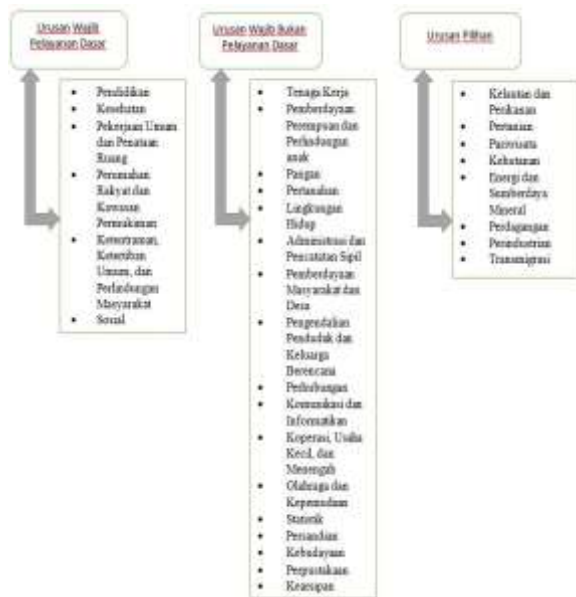 Urusan Wajib
Pelayanan Dasar
Pendidikan
Kesehatan
Pekerjaan Umum
dan Penataan
Ruang
Perumahan
Rakyat dan
Kawasan
Permukiman
Ketentraman,
Ketertiban
Umum, dan
Perlindungan
Masyarakat
Sosial
Urusan Wajib Bukan
Pelayanan Dasar
Tenaga Kerja
Pemberdayaan
Perempuan dan
Perlindungan
anak
Pangan
Pertanahan
Lingkungan
Hidup
Administrasi dan
Pencatatan Sipil
Pemberdayaan
Masyarakat dan
Desa
Pengendalian
Penduduk dan
Keluarga
Berencana
Perhubungan
Komunikasi dan
Informatikan
Koperasi, Usaha
Kecil, dan
Menengah
Olahraga dan
Kepemudaan
Statistik
Persandian
Kebudayaan
Perpustakaan
Kearsipan
Urusan Pilihan
Kelautan dan
Perikanan
Pertanian
Pariwisata
Kehutanan
Energi dan
Sumberdaya
Mineral
Perdagangan
Perindustrian
Transmigrasi